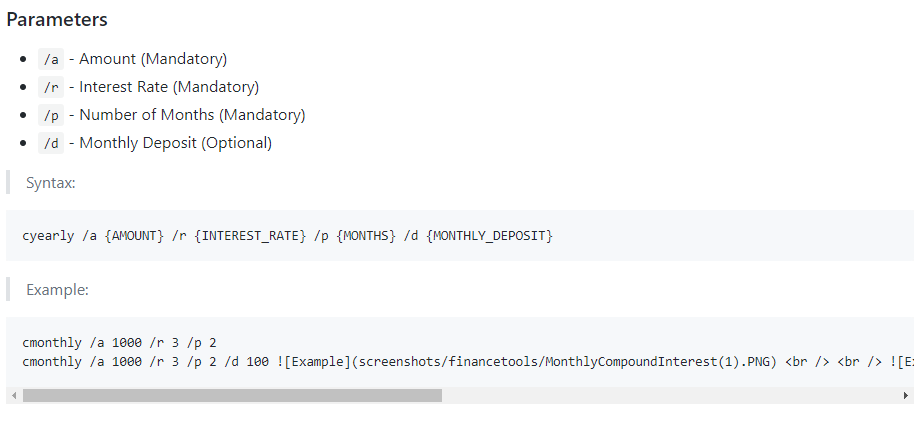 Parameters
/a - Amount (Mandatory)
/r - Interest Rate (Mandatory)
/p - Number of Months (Mandatory)
/d - Monthly Deposit (Optional)
Syntax:
cyearly /a {AMOUNT} /r {INTEREST_RATE} /p {MONTHS} /d {MONTHLY_DEPOSIT}
Example:
cmonthly /a 1000 /r 3 /p 2
cmonthly /a 1000 /r 3 /p 2 /d 100 ![Example](screenshots/financetools/MonthlyCompoundInterest(1).PNG) <br /> <br /> ![E